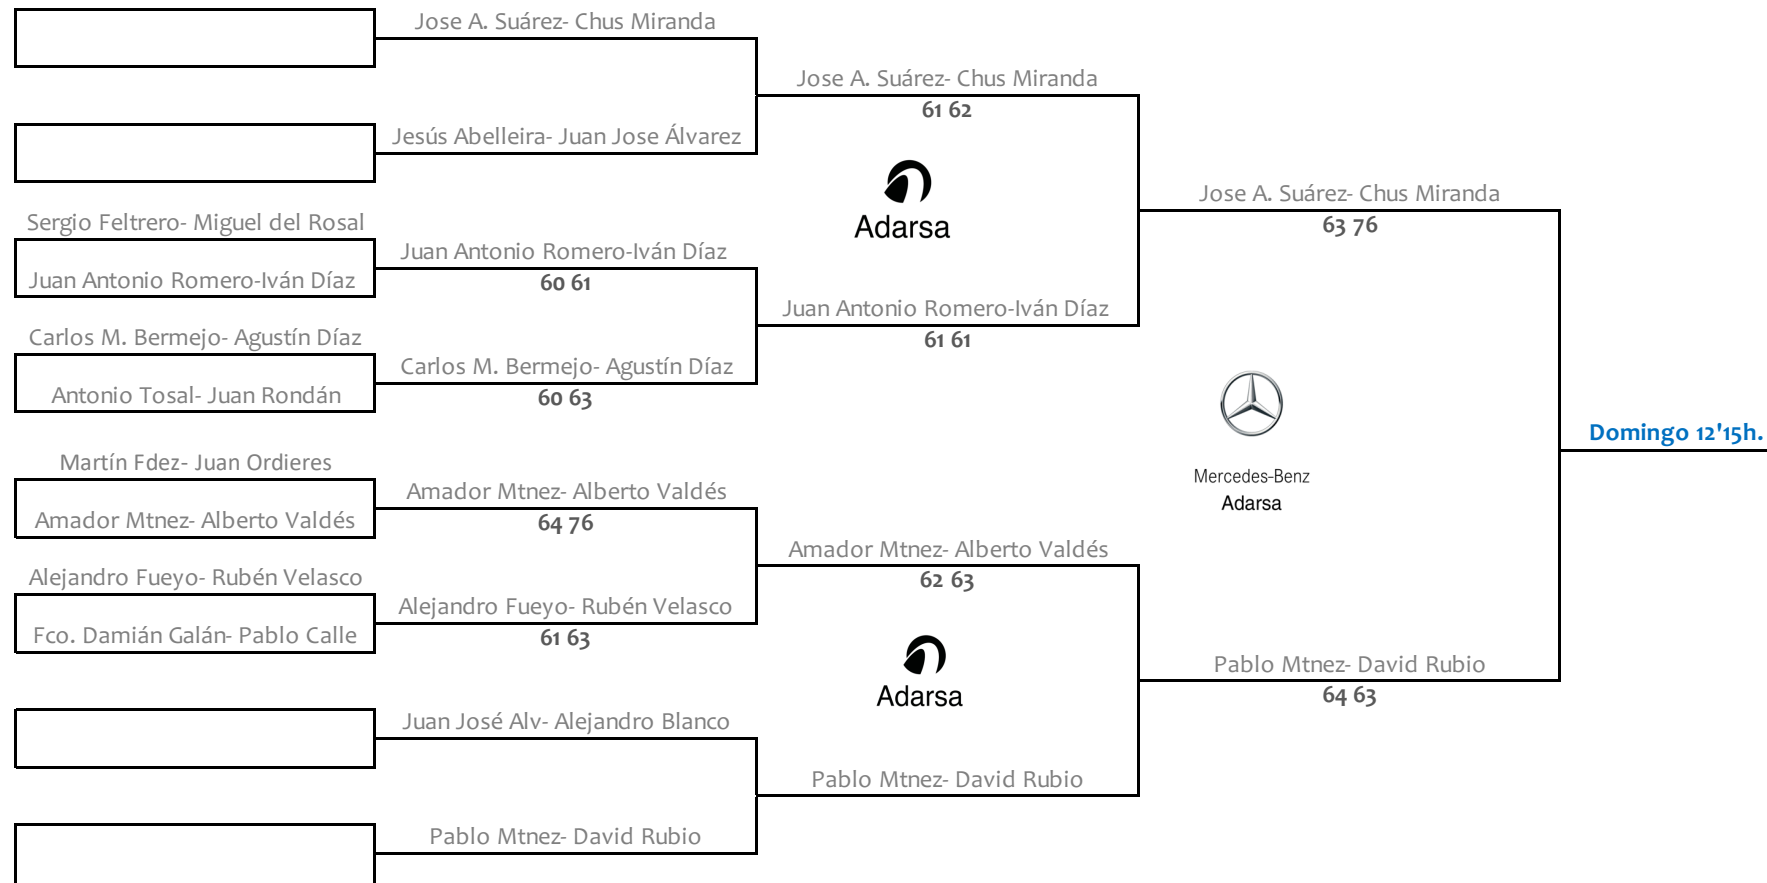 Jose A. Suárez- Chus Miranda
Jose A. Suárez- Chus Miranda
61 62
Jesús Abelleira- Juan Jose Álvarez
Adarsa
Jose A. Suárez- Chus Miranda
63 76
Sergio Feltrero- Miguel del Rosal
Juan Antonio Romero-Iván Díaz
Juan Antonio Romero-Iván Díaz
60 61
Juan Antonio Romero-Iván Díaz
61 61
Carlos M. Bermejo- Agustín Díaz
Carlos M. Bermejo- Agustín Díaz
60 63
Antonio Tosal- Juan Rondán
Domingo 12'15h.
Mercedes-Benz
Adarsa
Martín Fdez- Juan Ordieres
Amador Mtnez- Alberto Valdés
64 76
Amador Mtnez- Alberto Valdés
Amador Mtnez- Alberto Valdés
62 63
Alejandro Fueyo- Rubén Velasco
Alejandro Fueyo- Rubén Velasco
61 63
Fco. Damián Galán- Pablo Calle
Adarsa
Pablo Mtnez- David Rubio
64 63
Juan José Alv- Alejandro Blanco
Pablo Mtnez- David Rubio
Pablo Mtnez- David Rubio